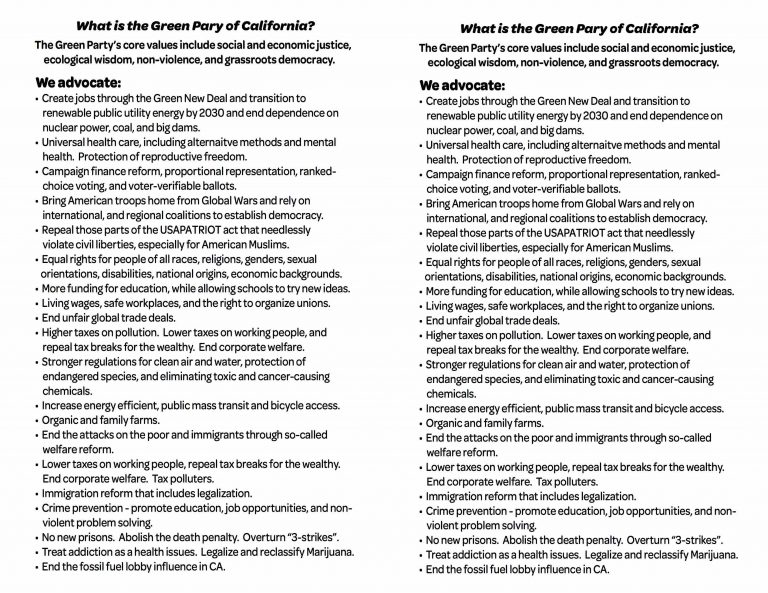 What is the Green Pary of California?
The Green Party's core values include social and economic justice,
ecological wisdom, non-violence, and grassroots democracy.
We advocate:
• Create jobs through the Green New Deal and transition to
renewable public utility energy by 2030 and end dependence on
nuclear power, coal, and big dams.
• Universal health care, including alternaitve methods and mental
health. Protection of reproductive freedom.
• Campaign finance reform, proportional representation, ranked-
choice voting, and voter-verifiable ballots.
• Bring American troops home from Global Wars and rely on
international, and regional coalitions to establish democracy.
• Repeal those parts of the USAPATRIOT act that needlessly
violate civil liberties, especially for American Muslims.
• Equal rights for people of all races, religions, genders, sexual
orientations, disabilities, national origins, economic backgrounds.
• More funding for education, while allowing schools to try new ideas.
• Living wages, safe workplaces, and the right to organize unions.
• End unfair global trade deals.
• Higher taxes on pollution. Lower taxes on working people, and
repeal tax breaks for the wealthy. End corporate welfare.
• Stronger regulations for clean air and water, protection of
endangered species, and eliminating toxic and cancer-causing
chemicals.
• Increase energy efficient, public mass transit and bicycle access.
• Organic and family farms.
• End the attacks on the poor and immigrants through so-called
welfare reform.
• Lower taxes on working people, repeal tax breaks for the wealthy.
End corporate welfare. Tax polluters.
• Immigration reform that includes legalization.
• Crime prevention - promote education, job opportunities, and non-
violent problem solving.
• No new prisons. Abolish the death penalty. Overturn "3-strikes".
• Treat addiction as a health issues. Legalize and reclassify Marijuana.
• End the fossil fuel lobby influence in CA.
What is the Green Pary of California?
The Green Party's core values include social and economic justice,
ecological wisdom, non-violence, and grassroots democracy.
We advocate:
• Create jobs through the Green New Deal and transition to
renewable public utility energy by 2030 and end dependence on
nuclear power, coal, and big dams.
• Universal health care, including alternaitve methods and mental
health. Protection of reproductive freedom.
• Campaign finance reform, proportional representation, ranked-
choice voting, and voter-verifiable ballots.
• Bring American troops home from Global Wars and rely on
international, and regional coalitions to establish democracy.
• Repeal those parts of the USAPATRIOT act that needlessly
violate civil liberties, especially for American Muslims.
• Equal rights for people of all races, religions, genders, sexual
orientations, disabilities, national origins, economic backgrounds.
• More funding for education, while allowing schools to try new ideas.
• Living wages, safe workplaces, and the right to organize unions.
• End unfair global trade deals.
• Higher taxes on pollution. Lower taxes on working people, and
repeal tax breaks for the wealthy. End corporate welfare.
• Stronger regulations for clean air and water, protection of
endangered species, and eliminating toxic and cancer-causing
chemicals.
• Increase energy efficient, public mass transit and bicycle access.
• Organic and family farms.
• End the attacks on the poor and immigrants through so-called
welfare reform.
• Lower taxes on working people, repeal tax breaks for the wealthy.
End corporate welfare. Tax polluters.
• Immigration reform that includes legalization.
• Crime prevention - promote education, job opportunities, and non-
violent problem solving.
• No new prisons. Abolish the death penalty. Overturn "3-strikes".
• Treat addiction as a health issues. Legalize and reclassify Marijuana.
• End the fossil fuel lobby influence in CA.